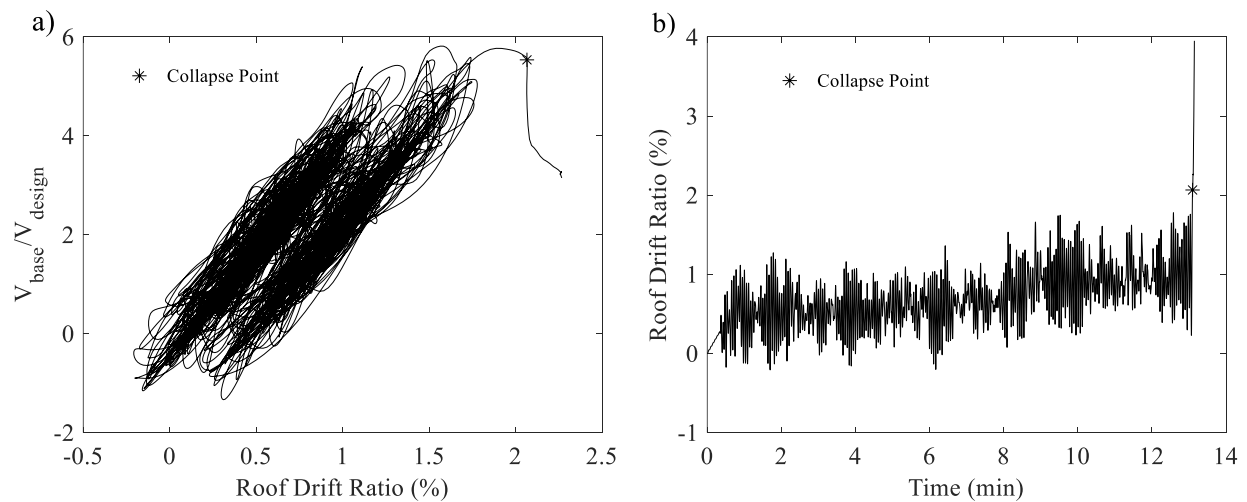 a)
6
4
2
0
-2
-0.5 0 0.5 1 1.5 2 2.5
V_base/V_design
Roof Drift Ratio (%)
Collapse Point
b)
4
3
2
1
0
-1
0 2 4 6 8 10 12 14
Roof Drift Ratio (%)
Time (min)
Collapse Point